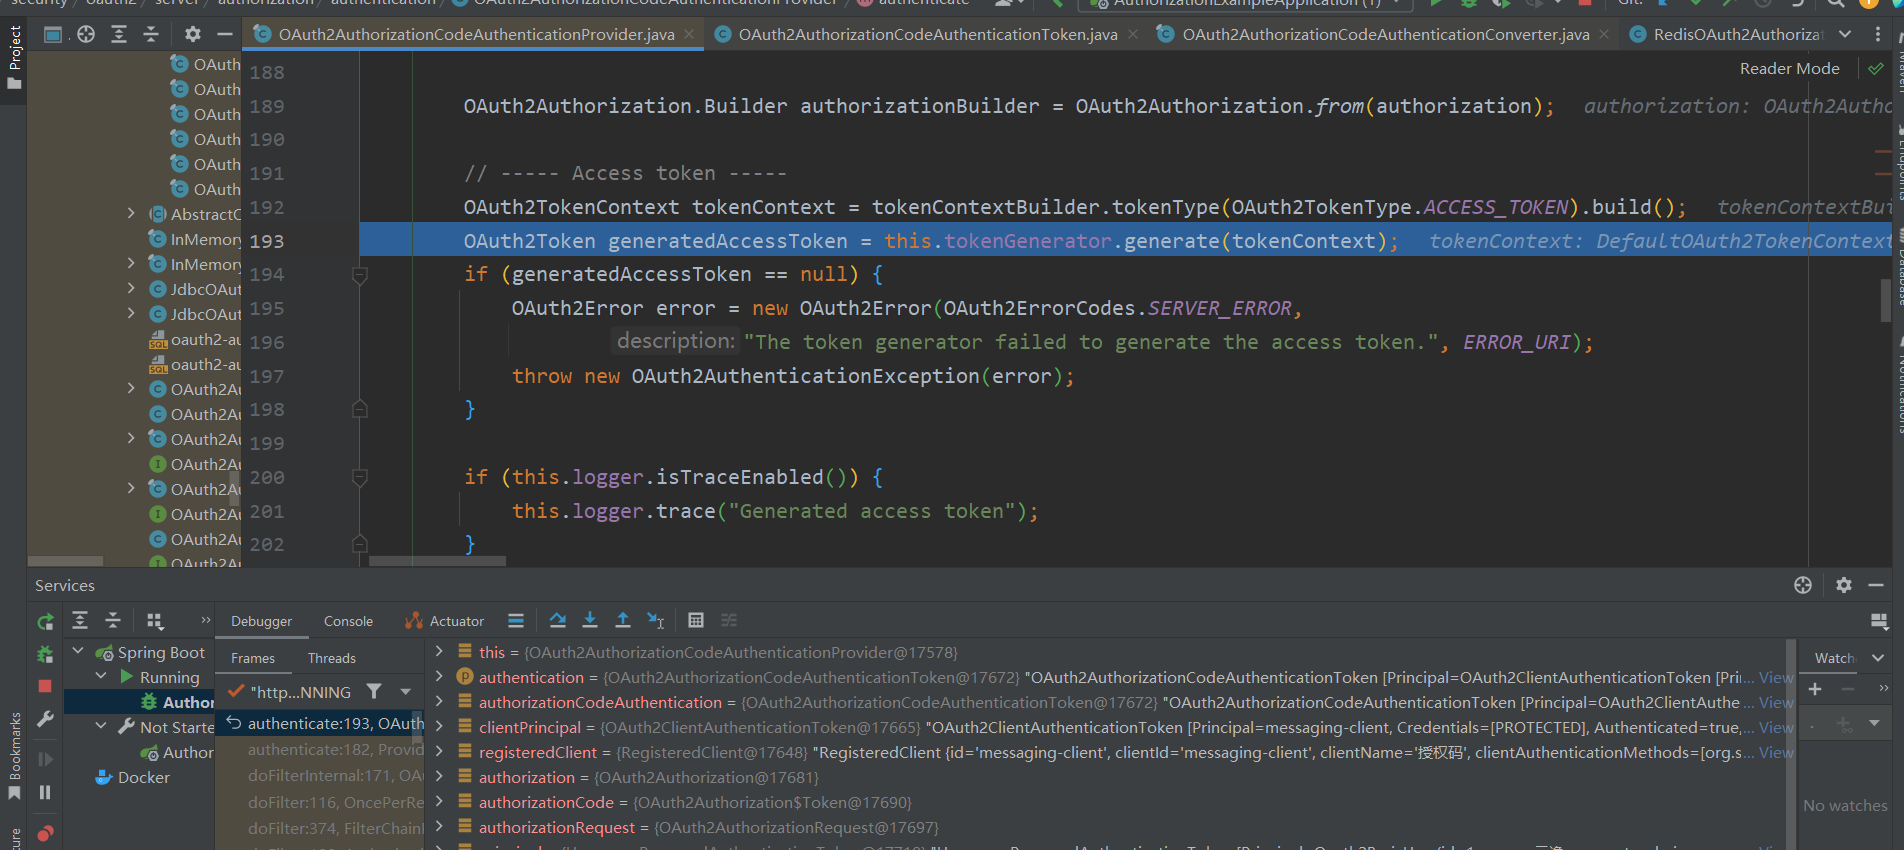 security oauth2 server authorization authentication OAuth2AuthorizationCodeAuthenticationProvider authenticate AuthorizationExampleApplication (1) Git:
Project
OAuth2AuthorizationCodeAuthenticationProvider.java
OAuth2AuthorizationCodeAuthenticationToken.java
OAuth2AuthorizationCodeAuthenticationConverter.java
RedisOAuth2Authorizat
Reader Mode
OAuth
OAuth
OAuth
OAuth
OAuth
OAuth
AbstractO
InMemory
InMemory
JdbcOAut
JdbcOAut
oauth2-au
oauth2-au
OAuth2Au
OAuth2Au
OAuth2Au
OAuth2Au
OAuth2Au
OAuth2Au
OAuth2Au
OAuth2Au
188
189 OAuth2Authorization.Builder authorizationBuilder = OAuth2Authorization.from(authorization); authorization: OAuth2Autho
190
191 // ----- Access token -----
192 OAuth2TokenContext tokenContext = tokenContextBuilder.tokenType(OAuth2TokenType.ACCESS_TOKEN).build(); tokenContextBui
193 OAuth2Token generatedAccessToken = this.tokenGenerator.generate(tokenContext); tokenContext: DefaultOAuth2TokenContext
194 if (generatedAccessToken == null) {
195 OAuth2Error error = new OAuth2Error(OAuth2ErrorCodes.SERVER_ERROR,
196 description: "The token generator failed to generate the access token.", ERROR_URI);
197 throw new OAuth2AuthenticationException(error);
198 }
199
200 if (this.logger.isTraceEnabled()) {
201 this.logger.trace("Generated access token");
202 }
Maven
Endpoints
Database
Notifications
Services
Debugger Console Actuator
Frames Threads
Spring Boot
Running
Author
Not Starte
Author
Docker
Bookmarks
"http...NNING
authenticate:193, OAuth
authenticate:182, Provid
doFilterInternal:171, OA
doFilter:116, OncePerRe
doFilter:374, FilterChainI
this = {OAuth2AuthorizationCodeAuthenticationProvider@17578}
authentication = {OAuth2AuthorizationCodeAuthenticationToken@17672} "OAuth2AuthorizationCodeAuthenticationToken [Principal=OAuth2ClientAuthenticationToken [Pri... View
authorizationCodeAuthentication = {OAuth2AuthorizationCodeAuthenticationToken@17672} "OAuth2AuthorizationCodeAuthenticationToken [Principal=OAuth2ClientAuthe... View
clientPrincipal = {OAuth2ClientAuthenticationToken@17665} "OAuth2ClientAuthenticationToken [Principal=messaging-client, Credentials=[PROTECTED], Authenticated=true,... View
registeredClient = {RegisteredClient@17648} "RegisteredClient {id='messaging-client', clientId='messaging-client', clientName='授权码', clientAuthenticationMethods=[org.s... View
authorization = {OAuth2Authorization@17681}
authorizationCode = {OAuth2Authorization$Token@17690}
authorizationRequest = {OAuth2AuthorizationRequest@17697}
Watch
No watches